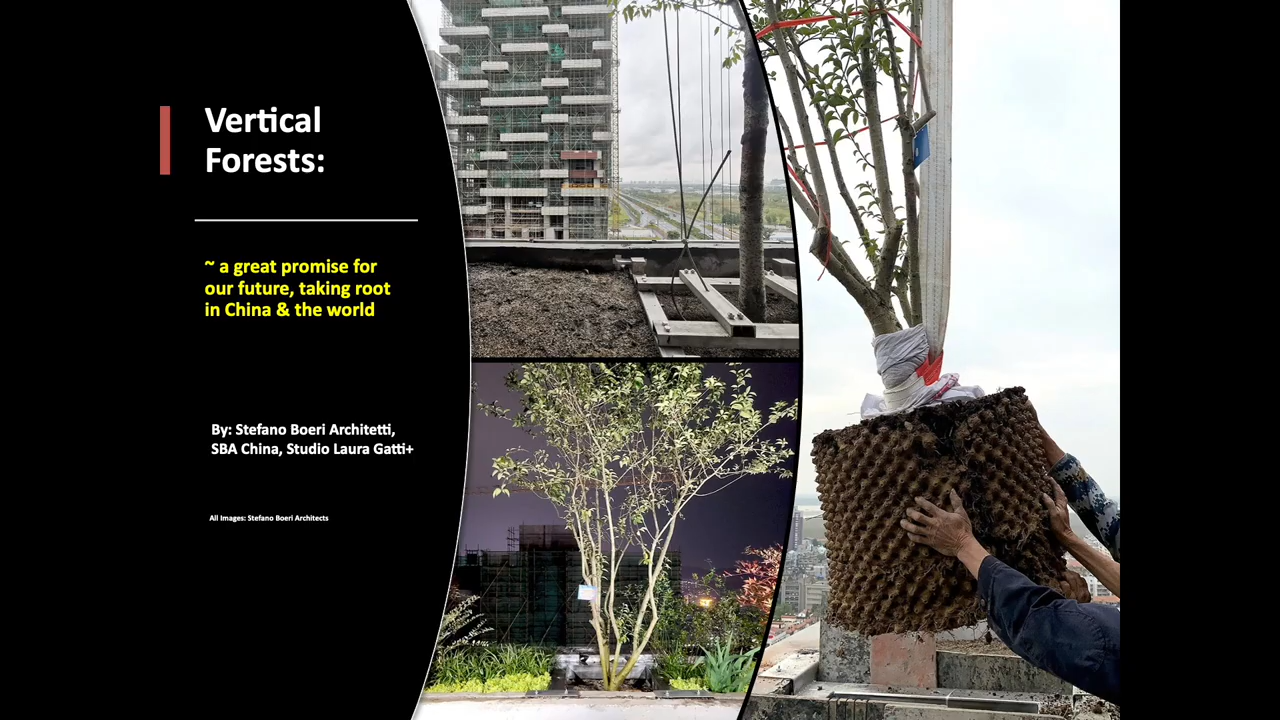 Vertical
Forests:
~ a great promise for
our future, taking root
in China & the world
By: Stefano Boeri Architetti,
SBA China, Studio Laura Gatti+
All Images: Stefano Boeri Architects